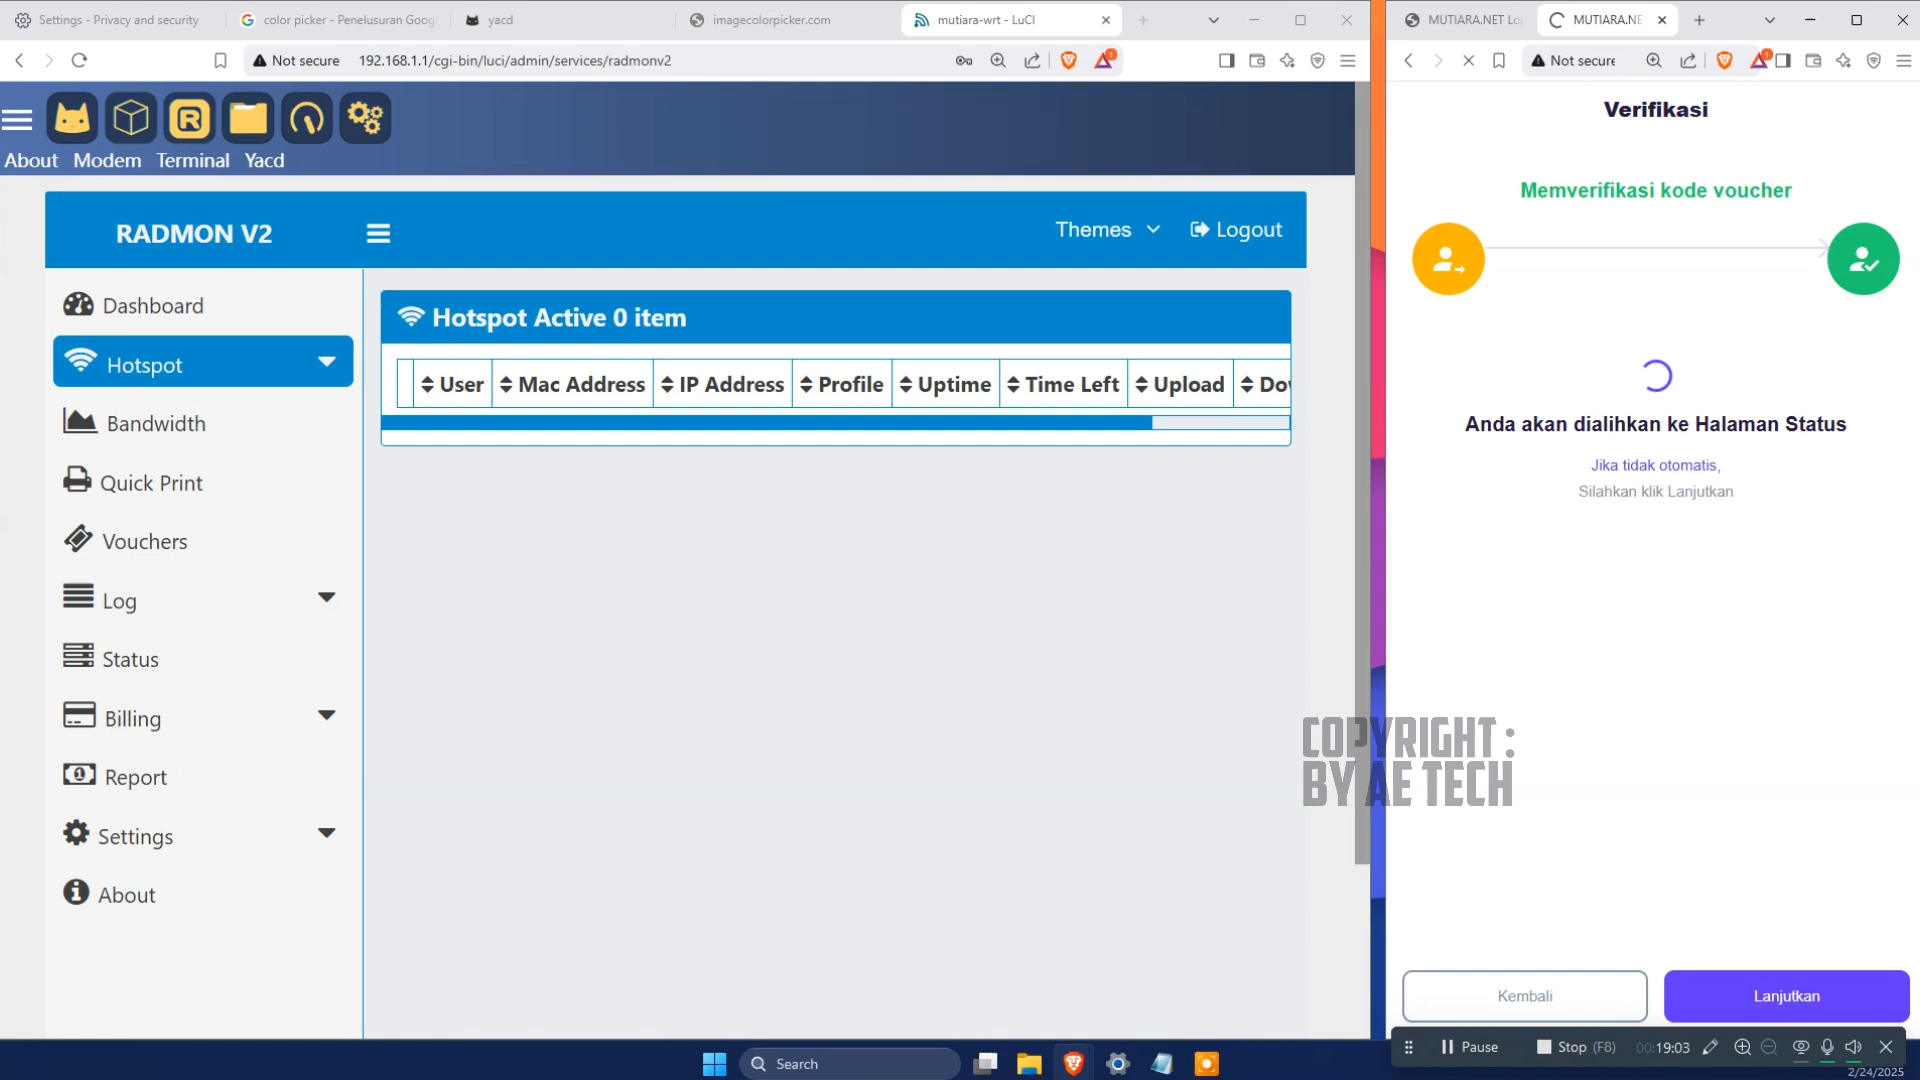 Settings - Privacy and security
color picker - Penelusuran Goog
yacd
imagecolorpicker.com
mutiara-wrt - LuCI
Not secure
192.168.1.1/cgi-bin/luci/admin/services/radmonv2
About
Modem
Terminal
Yacd
RADMON V2
Themes
Logout
Dashboard
Hotspot
Bandwidth
Quick Print
Vouchers
Log
Status
Billing
Report
Settings
About
Hotspot Active 0 item
User
Mac Address
IP Address
Profile
Uptime
Time Left
Upload
Dow
MUTIARA.NET Lo
MUTIARA.NE
Not secure
Verifikasi
Memverifikasi kode voucher
Anda akan dialihkan ke Halaman Status
Jika tidak otomatis,
Silahkan klik Lanjutkan
COPYRIGHT :
BY AE TECH
Kembali
Lanjutkan
Pause
Stop (F8)
00:19:03
Search
2/24/2025